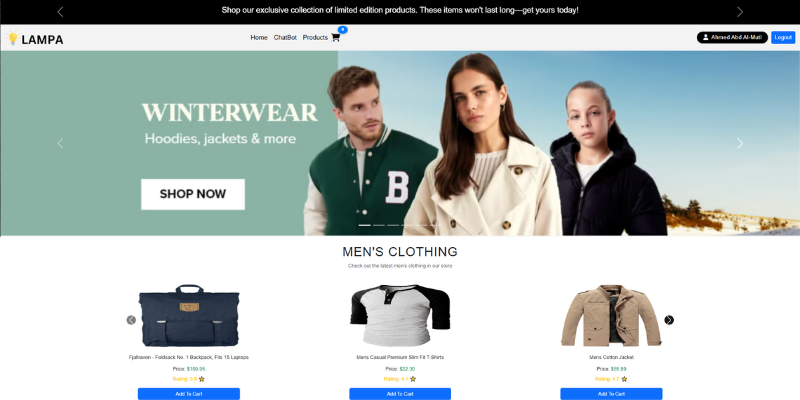 Shop our exclusive collection of limited edition products. These items won't last long—get yours today!
LAMPA
Home ChatBot Products
Ahmed Abd Al-Muti
Logout
WINTERWEAR
Hoodies, jackets & more
SHOP NOW
B
MEN'S CLOTHING
Check out the latest men's clothing in our store
Fjallraven - Foldsack No. 1 Backpack, Fits 15 Laptops
Price: $109.95
Rating: 3.9
Add To Cart
Mens Casual Premium Slim Fit T-Shirts
Price: $22.30
Rating: 4.1
Add To Cart
Mens Cotton Jacket
Price: $55.99
Rating: 4.7
Add To Cart